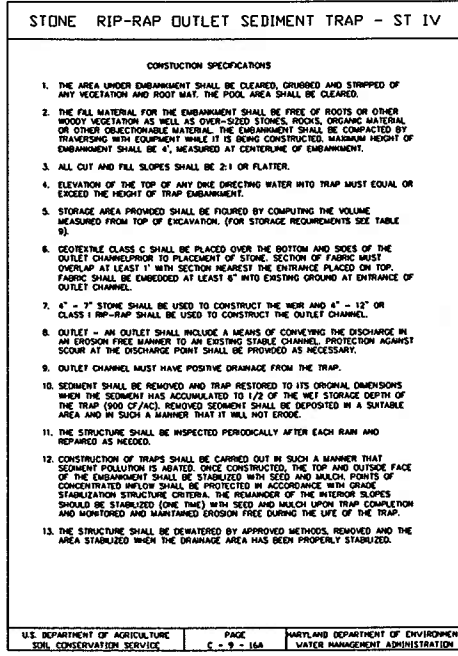 STONE RIP-RAP OUTLET SEDIMENT TRAP - ST IV
CONSTUCTION SPECIFICATIONS
1. THE AREA UNDER EMBANKMENT SHALL BE CLEARED, GRUBBED AND STRIPPED OF
ANY VEGETATION AND ROOT MAT. THE POOL AREA SHALL BE CLEARED.
2. THE FILL MATERIAL FOR THE EMBANKMENT SHALL BE FREE OF ROOTS OR OTHER
WOODY VEGETATION AS WELL AS OVER-SIZED STONES, ROCKS, ORGANIC MATERIAL
OR OTHER OBJECTIONABLE MATERIAL. THE EMBANKMENT SHALL BE COMPACTED BY
TRAVERSING WITH EQUIPMENT WHILE IT IS BEING CONSTRUCTED. MAXIMUM HEIGHT OF
EMBANKMENT SHALL BE 4', MEASURED AT CENTERLINE OF EMBANKMENT.
3. ALL CUT AND FILL SLOPES SHALL BE 2:1 OR FLATTER.
4. ELEVATION OF THE TOP OF ANY DIKE DIRECTING WATER INTO TRAP MUST EQUAL OR
EXCEED THE HEIGHT OF TRAP EMBANKMENT.
5. STORAGE AREA PROVIDED SHALL BE FIGURED BY COMPUTING THE VOLUME
MEASURED FROM TOP OF EXCAVATION. (FOR STORAGE REQUIREMENTS SEE TABLE
9).
6. GEOTEXTILE CLASS C SHALL BE PLACED OVER THE BOTTOM AND SIDES OF THE
OUTLET CHANNELPRIOR TO PLACEMENT OF STONE. SECTION OF FABRIC MUST
OVERLAP AT LEAST 1' WITH SECTION NEAREST THE ENTRANCE PLACED ON TOP.
FABRIC SHALL BE EMBEDDED AT LEAST 6" INTO EXISTING GROUND AT ENTRANCE OF
OUTLET CHANNEL.
7. 4" - 7" STONE SHALL BE USED TO CONSTRUCT THE WEIR AND 4" - 12" OR
CLASS I RIP-RAP SHALL BE USED TO CONSTRUCT THE OUTLET CHANNEL.
8. OUTLET - AN OUTLET SHALL INCLUDE A MEANS OF CONVEYING THE DISCHARGE IN
AN EROSION FREE MANNER TO AN EXISTING STABLE CHANNEL. PROTECTION AGAINST
SCOUR AT THE DISCHARGE POINT SHALL BE PROVIDED AS NECESSARY.
9. OUTLET CHANNEL MUST HAVE POSITIVE DRAINAGE FROM THE TRAP.
10. SEDIMENT SHALL BE REMOVED AND TRAP RESTORED TO ITS ORIGINAL DIMENSIONS
WHEN THE SEDIMENT HAS ACCUMULATED TO 1/2 OF THE WET STORAGE DEPTH OF
THE TRAP (900 CF/AC). REMOVED SEDIMENT SHALL BE DEPOSITED IN A SUITABLE
AREA AND IN SUCH A MANNER THAT IT WILL NOT ERODE.
11. THE STRUCTURE SHALL BE INSPECTED PERIODICALLY AFTER EACH RAIN AND
REPAIRED AS NEEDED.
12. CONSTRUCTION OF TRAPS SHALL BE CARRIED OUT IN SUCH A MANNER THAT
SEDIMENT POLLUTION IS ABATED. ONCE CONSTRUCTED, THE TOP AND OUTSIDE FACE
OF THE EMBANKMENT SHALL BE STABILIZED WITH SEED AND MULCH. POINTS OF
CONCENTRATED INFLOW SHALL BE PROTECTED IN ACCORDANCE WITH GRADE
STABILIZATION STRUCTURE CRITERIA. THE REMAINDER OF THE INTERIOR SLOPES
SHOULD BE STABILIZED (ONE TIME) WITH SEED AND MULCH UPON TRAP COMPLETION
AND MONITORED AND MAINTAINED EROSION FREE DURING THE LIFE OF THE TRAP.
13. THE STRUCTURE SHALL BE DEWATERED BY APPROVED METHODS, REMOVED AND THE
AREA STABILIZED WHEN THE DRAINAGE AREA HAS BEEN PROPERLY STABILIZED.
U.S. DEPARTMENT OF AGRICULTURE
SOIL CONSERVATION SERVICE
PAGE
C - 9 - 16A
MARYLAND DEPARTMENT OF ENVIRONMEN
WATER MANAGEMENT ADMINISTRATION